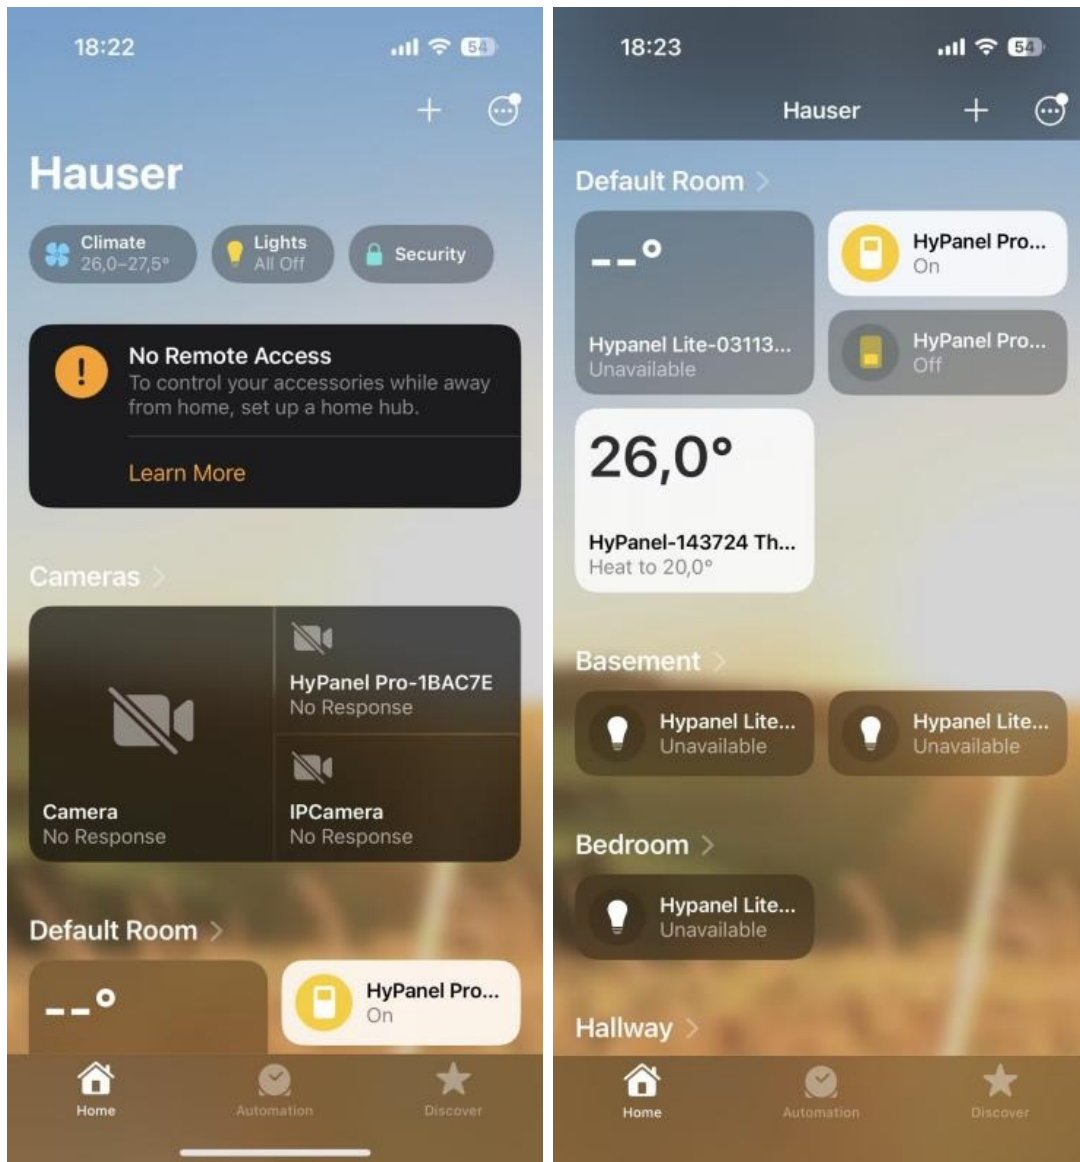 18:22
54
Hauser
Climate
26,0–27,5°
Lights
All Off
Security
No Remote Access
To control your accessories while away
from home, set up a home hub.
Learn More
Cameras
Camera
No Response
HyPanel Pro-1BAC7E
No Response
IPCamera
No Response
Default Room
--°
HyPanel Pro...
On
Home
Automation
Discover
18:23
54
Hauser
Default Room
--°
Hypanel Lite-03113...
Unavailable
HyPanel Pro...
On
HyPanel Pro...
Off
26,0°
HyPanel-143724 Th...
Heat to 20,0°
Basement
Hypanel Lite...
Unavailable
Hypanel Lite...
Unavailable
Bedroom
Hypanel Lite...
Unavailable
Hallway
Home
Automation
Discover